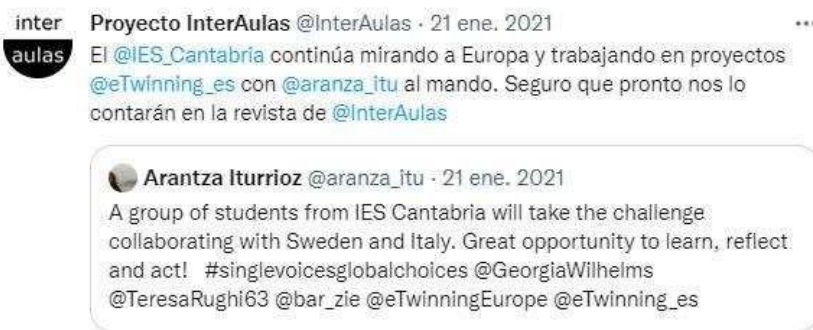 inter
aulas
Proyecto InterAulas @InterAulas · 21 ene. 2021
El @IES_Cantabria continúa mirando a Europa y trabajando en proyectos
@eTwinning_es con @aranza_itu al mando. Seguro que pronto nos lo
contarán en la revista de @InterAulas
Arantza Iturrioz @aranza_itu · 21 ene. 2021
A group of students from IES Cantabria will take the challenge
collaborating with Sweden and Italy. Great opportunity to learn, reflect
and act! #singlevoicesglobalchoices @GeorgiaWilhelms
@TeresaRughi63 @bar_zie @eTwinningEurope @eTwinning_es